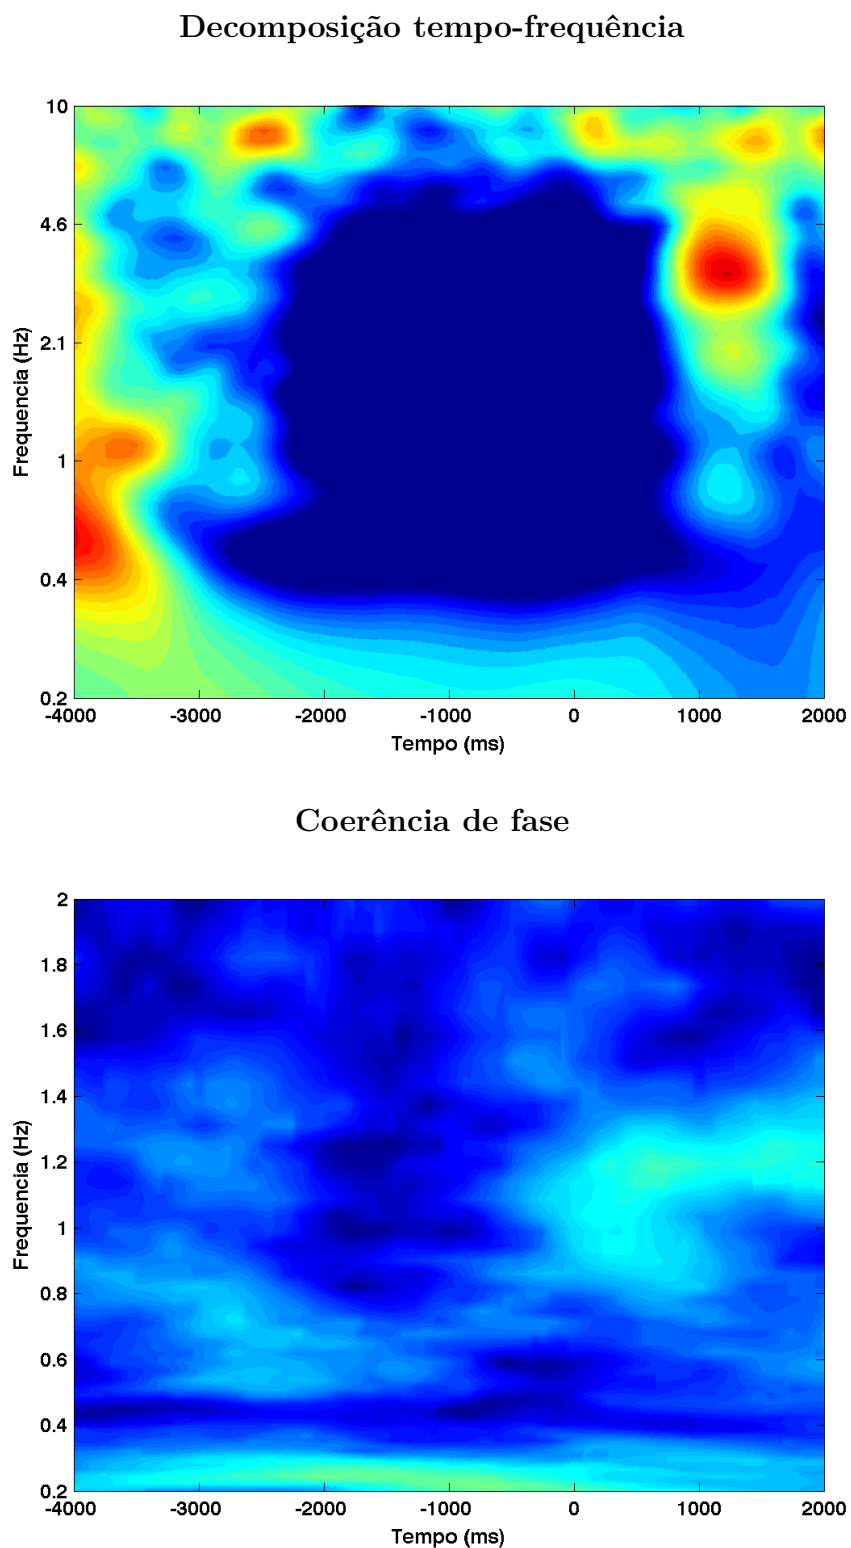 Decomposição tempo-frequência
10
4.6
2.1
1
0.4
0.2
Frequencia (Hz)
-4000 -3000 -2000 -1000 0 1000 2000
Tempo (ms)
Coerência de fase
2
1.8
1.6
1.4
1.2
1
0.8
0.6
0.4
0.2
Frequencia (Hz)
-4000 -3000 -2000 -1000 0 1000 2000
Tempo (ms)